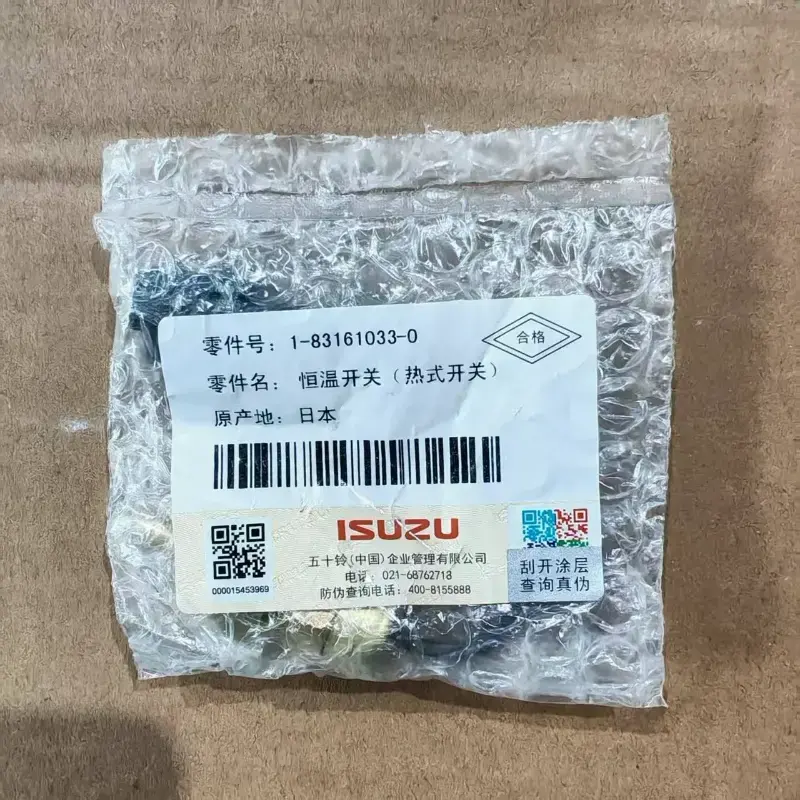 零件号：1-83161033-0
合格
零件名：恒温开关（热式开关）
原产地：日本
ISUZU
五十铃(中国)企业管理有限公司
电话：021-68762718
防伪查询电话：400-8155888
000015453969
刮开涂层
查询真伪